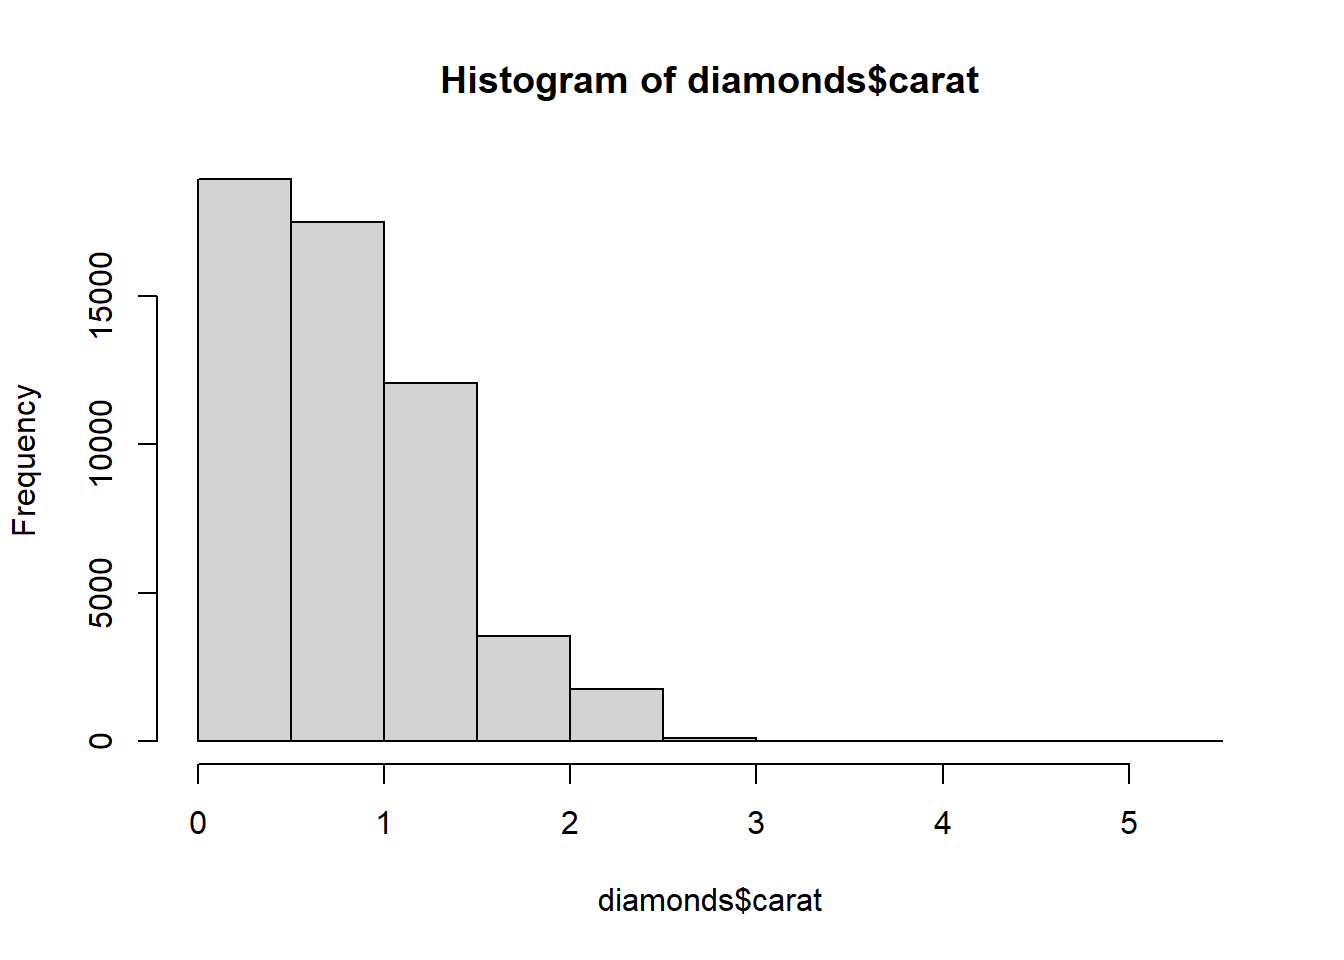 Histogram of diamonds$carat
Frequency
15000
10000
5000
0
0 1 2 3 4 5
diamonds$carat